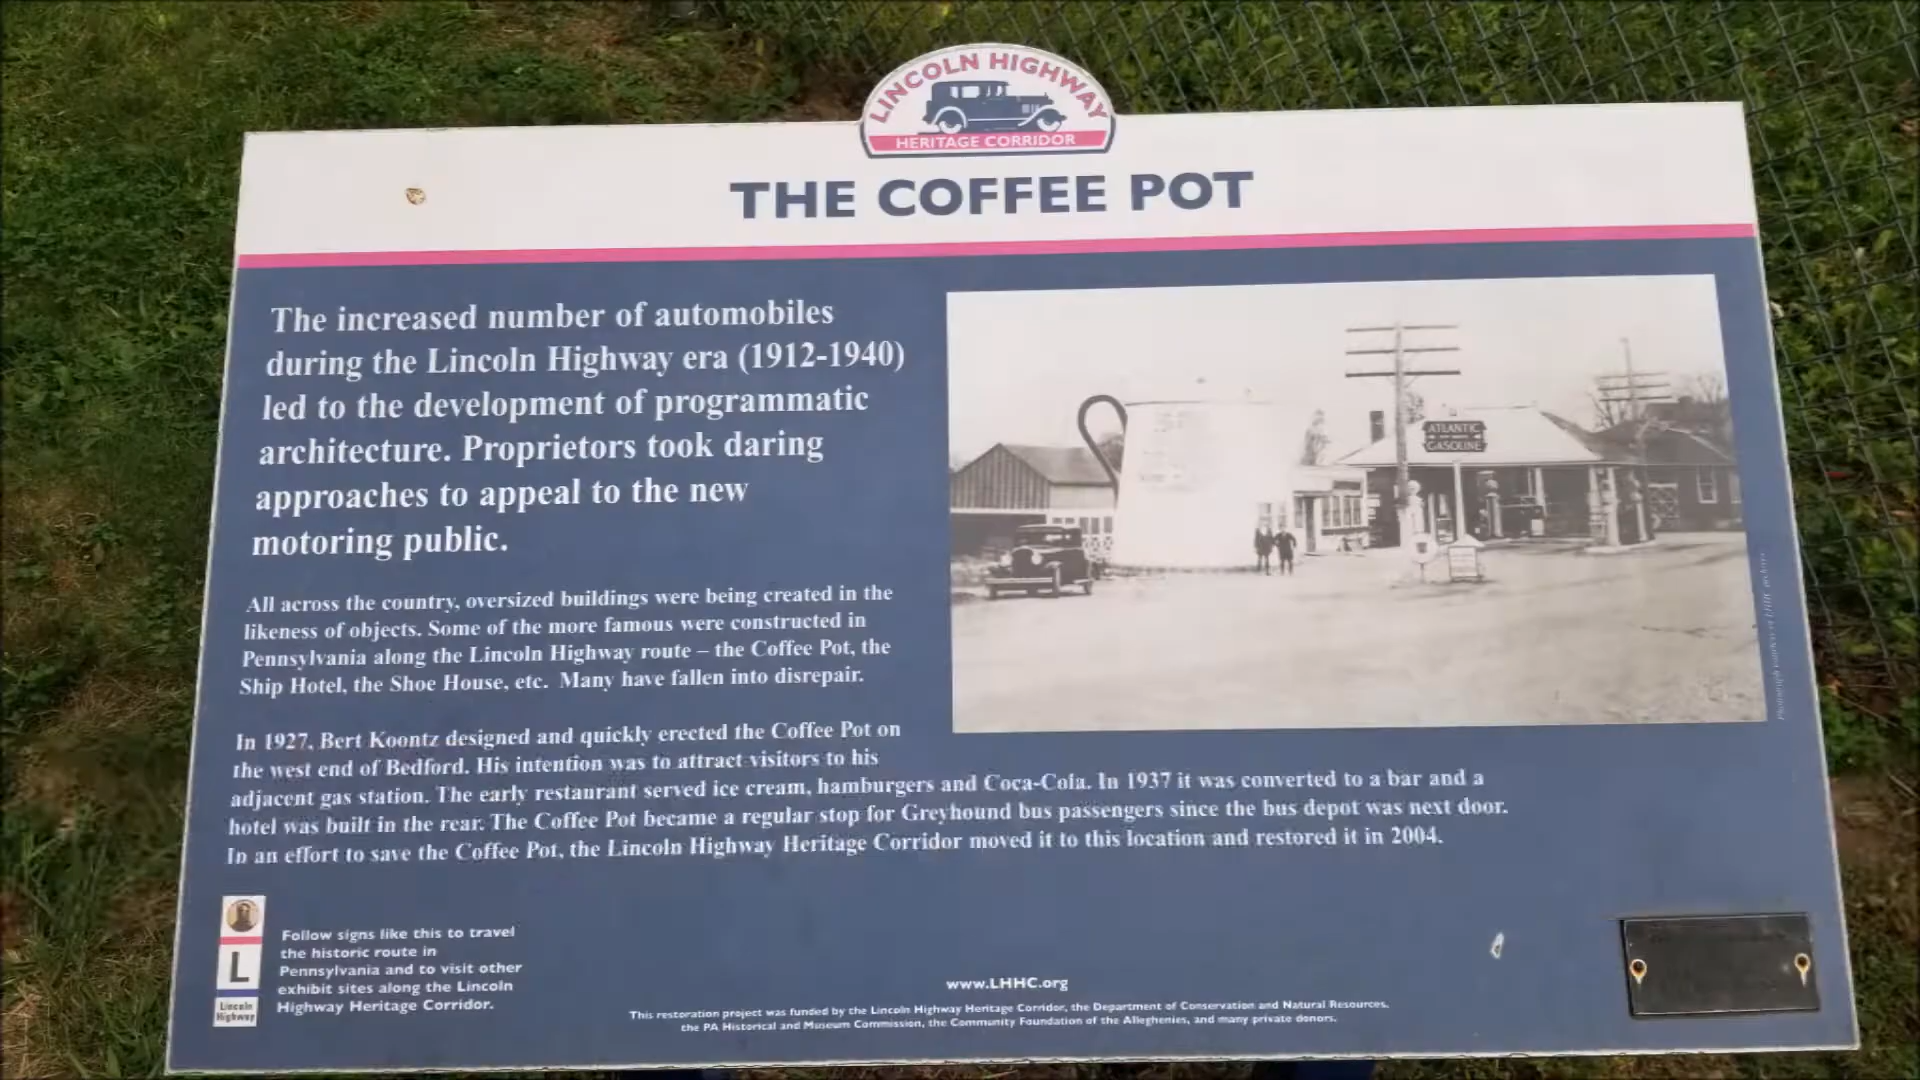 LINCOLN HIGHWAY
HERITAGE CORRIDOR
THE COFFEE POT
The increased number of automobiles
during the Lincoln Highway era (1912-1940)
led to the development of programmatic
architecture. Proprietors took daring
approaches to appeal to the new
motoring public.
All across the country, oversized buildings were being created in the
likeness of objects. Some of the more famous were constructed in
Pennsylvania along the Lincoln Highway route – the Coffee Pot, the
Ship Hotel, the Shoe House, etc. Many have fallen into disrepair.
In 1927, Bert Koontz designed and quickly erected the Coffee Pot on
the west end of Bedford. His intention was to attract visitors to his
adjacent gas station. The early restaurant served ice cream, hamburgers and Coca-Cola. In 1937 it was converted to a bar and a
hotel was built in the rear. The Coffee Pot became a regular stop for Greyhound bus passengers since the bus depot was next door.
In an effort to save the Coffee Pot, the Lincoln Highway Heritage Corridor moved it to this location and restored it in 2004.
ATLANTIC
GASOLINE
Photograph courtesy of LHHC archives
L
Lincoln
Highway
Follow signs like this to travel
the historic route in
Pennsylvania and to visit other
exhibit sites along the Lincoln
Highway Heritage Corridor.
www.LHHC.org
This restoration project was funded by the Lincoln Highway Heritage Corridor, the Department of Conservation and Natural Resources,
the PA Historical and Museum Commission, the Community Foundation of the Alleghenies, and many private donors.